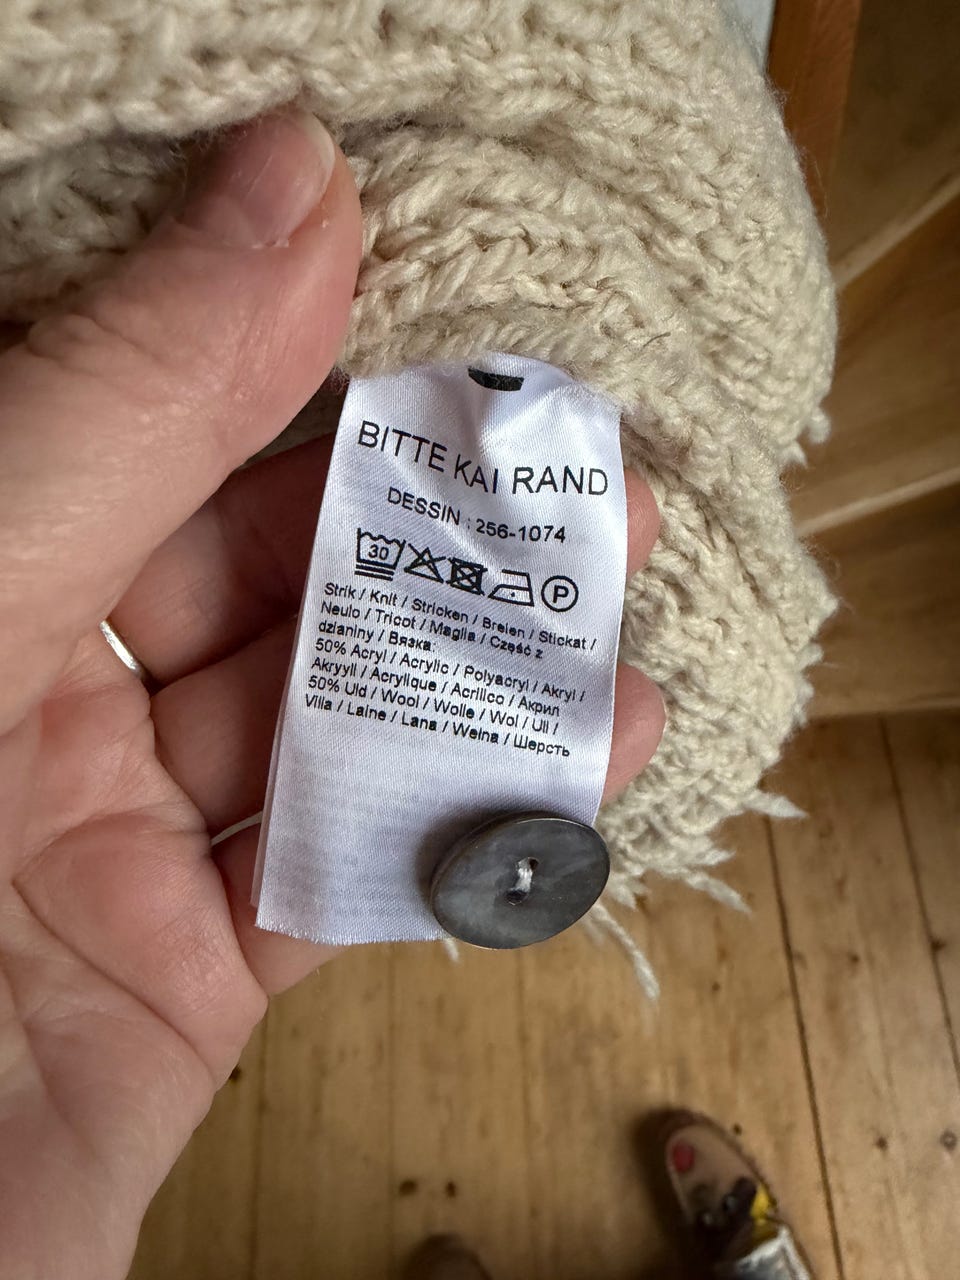 BITTE KAI RAND
DESSIN : 256-1074
30 P
Strik / Knit / Stricken / Breien / Stickat /
Neulo / Tricot / Maglia / Część z
dzianiny / Вязка:
50% Acryl / Acrylic / Polyacryl / Akryl /
Akryyli / Acrylique / Acrilico / Акрил
50% Uld / Wool / Wolle / Wol / Ull /
Villa / Laine / Lana / Wełna / Шерсть